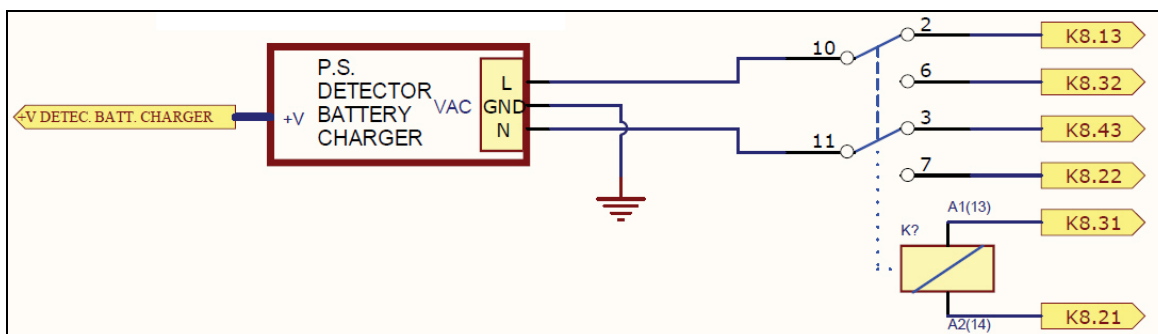 P.S.
DETECTOR
BATTERY
CHARGER
+V DETEC. BATT. CHARGER
+V
VAC
L
GND
N
10
2
K8.13
6
K8.32
11
3
K8.43
7
K8.22
K?
A1(13)
K8.31
A2(14)
K8.21